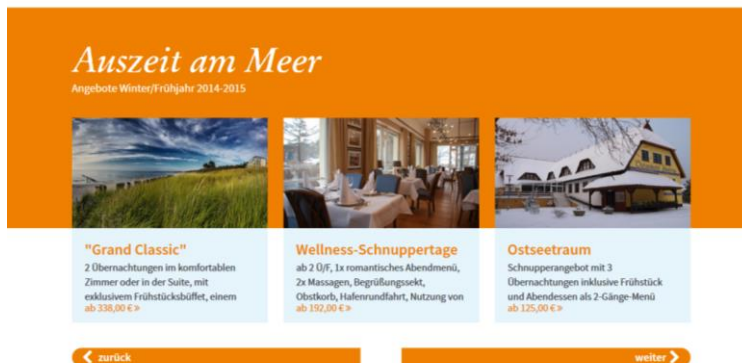 Auszeit am Meer
Angebote Winter/Frühjahr 2014-2015
"Grand Classic"
2 Übernachtungen im komfortablen
Zimmer oder in der Suite, mit
exklusivem Frühstücksbüffet, einem
ab 338,00 € »
Wellness-Schnuppertage
ab 2 Ü/F, 1x romantisches Abendmenü,
2x Massagen, Begrüßungssekt,
Obstkorb, Hafenrundfahrt, Nutzung von
ab 192,00 € »
Ostseetraum
Schnupperangebot mit 3
Übernachtungen inklusive Frühstück
und Abendessen als 2-Gänge-Menü
ab 125,00 € »
zurück
weiter